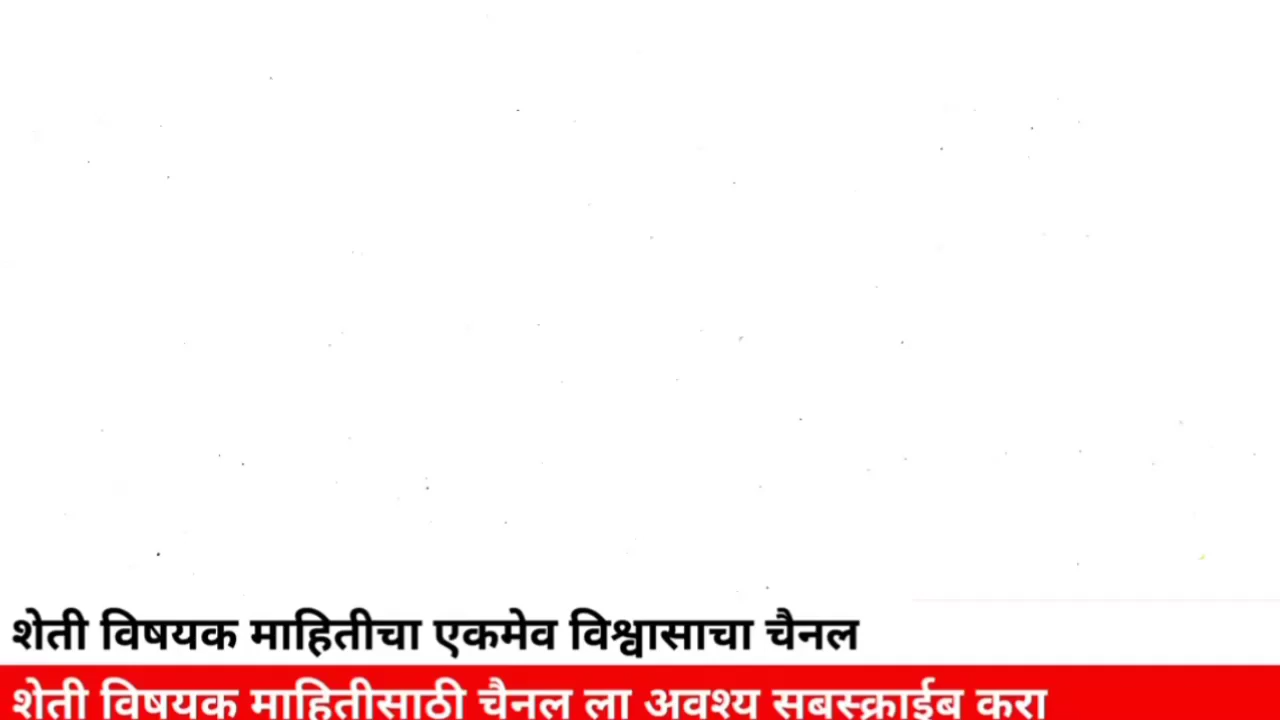 शेती विषयक माहितीचा एकमेव विश्वासाचा चैनल
शेती विषयक माहितीसाठी चैनल ला अवश्य सबस्क्राईब करा